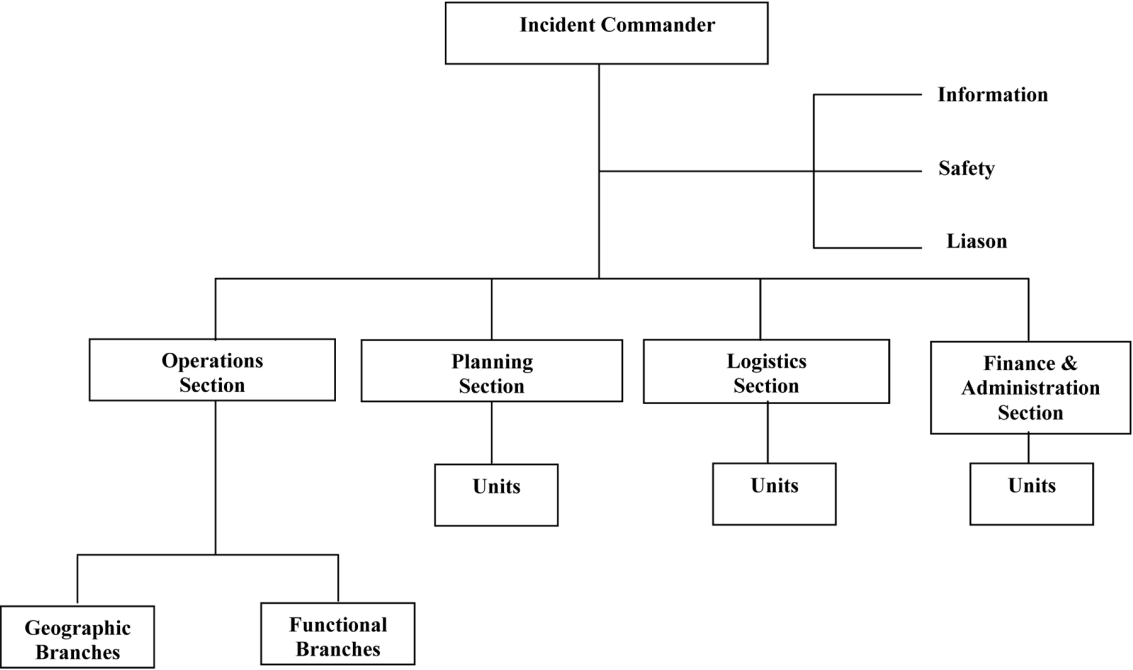 Incident Commander
Information
Safety
Liason
Operations
Section
Planning
Section
Logistics
Section
Finance &
Administration
Section
Units
Units
Units
Geographic
Branches
Functional
Branches